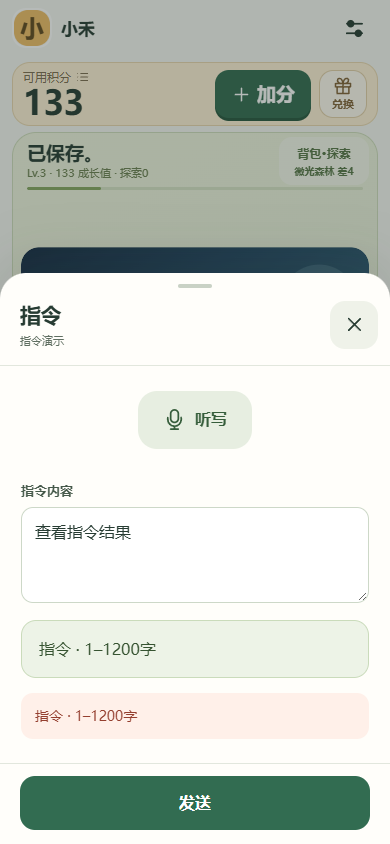 小 小禾
可用积分
133
+ 加分
兑换
已保存。
Lv.3 · 133 成长值 · 探索0
背包•探索
微光森林 差4
指令
指令演示
听写
指令内容
查看指令结果
指令 · 1–1200字
指令 · 1–1200字
发送